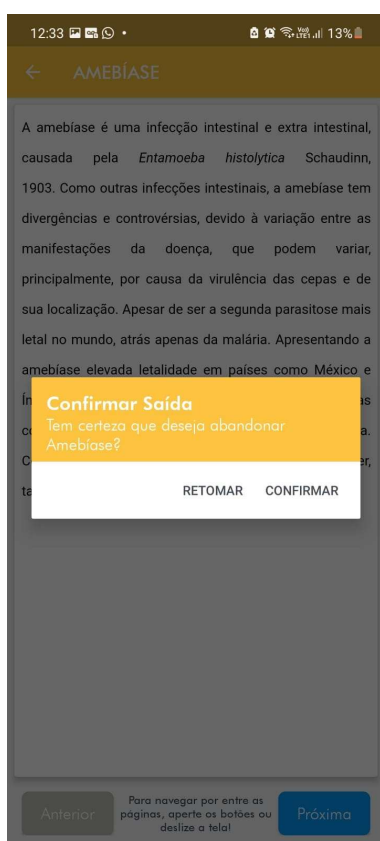 12:33
13%
AMEBÍASE
A amebíase é uma infecção intestinal e extra intestinal,
causada pela Entamoeba histolytica Schaudinn,
1903. Como outras infecções intestinais, a amebíase tem
divergências e controvérsias, devido à variação entre as
manifestações da doença, que podem variar,
principalmente, por causa da virulência das cepas e de
sua localização. Apesar de ser a segunda parasitose mais
letal no mundo, atrás apenas da malária. Apresentando a
amebíase elevada letalidade em países como México e
Confirmar Saída
Tem certeza que deseja abandonar
Amebíase?
RETOMAR CONFIRMAR
Anterior
Para navegar por entre as
páginas, aperte os botões ou
deslize a tela!
Próxima